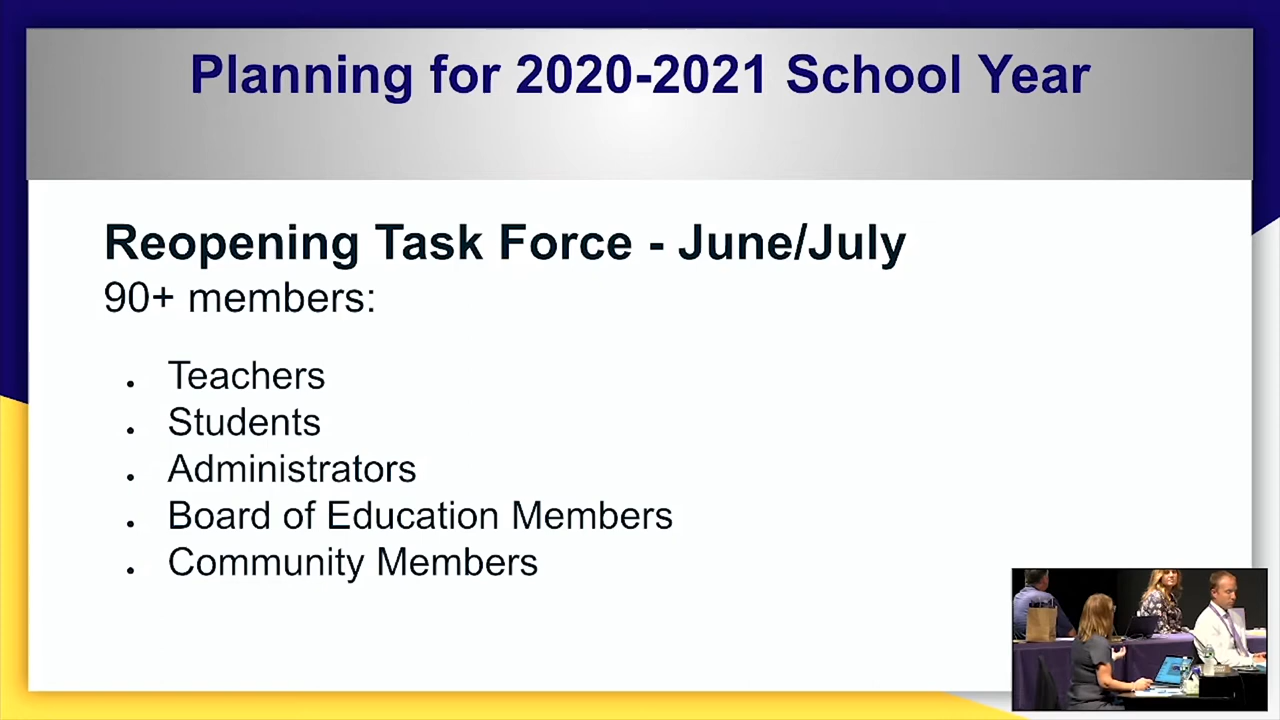 Planning for 2020-2021 School Year
Reopening Task Force - June/July
90+ members:
Teachers
Students
Administrators
Board of Education Members
Community Members